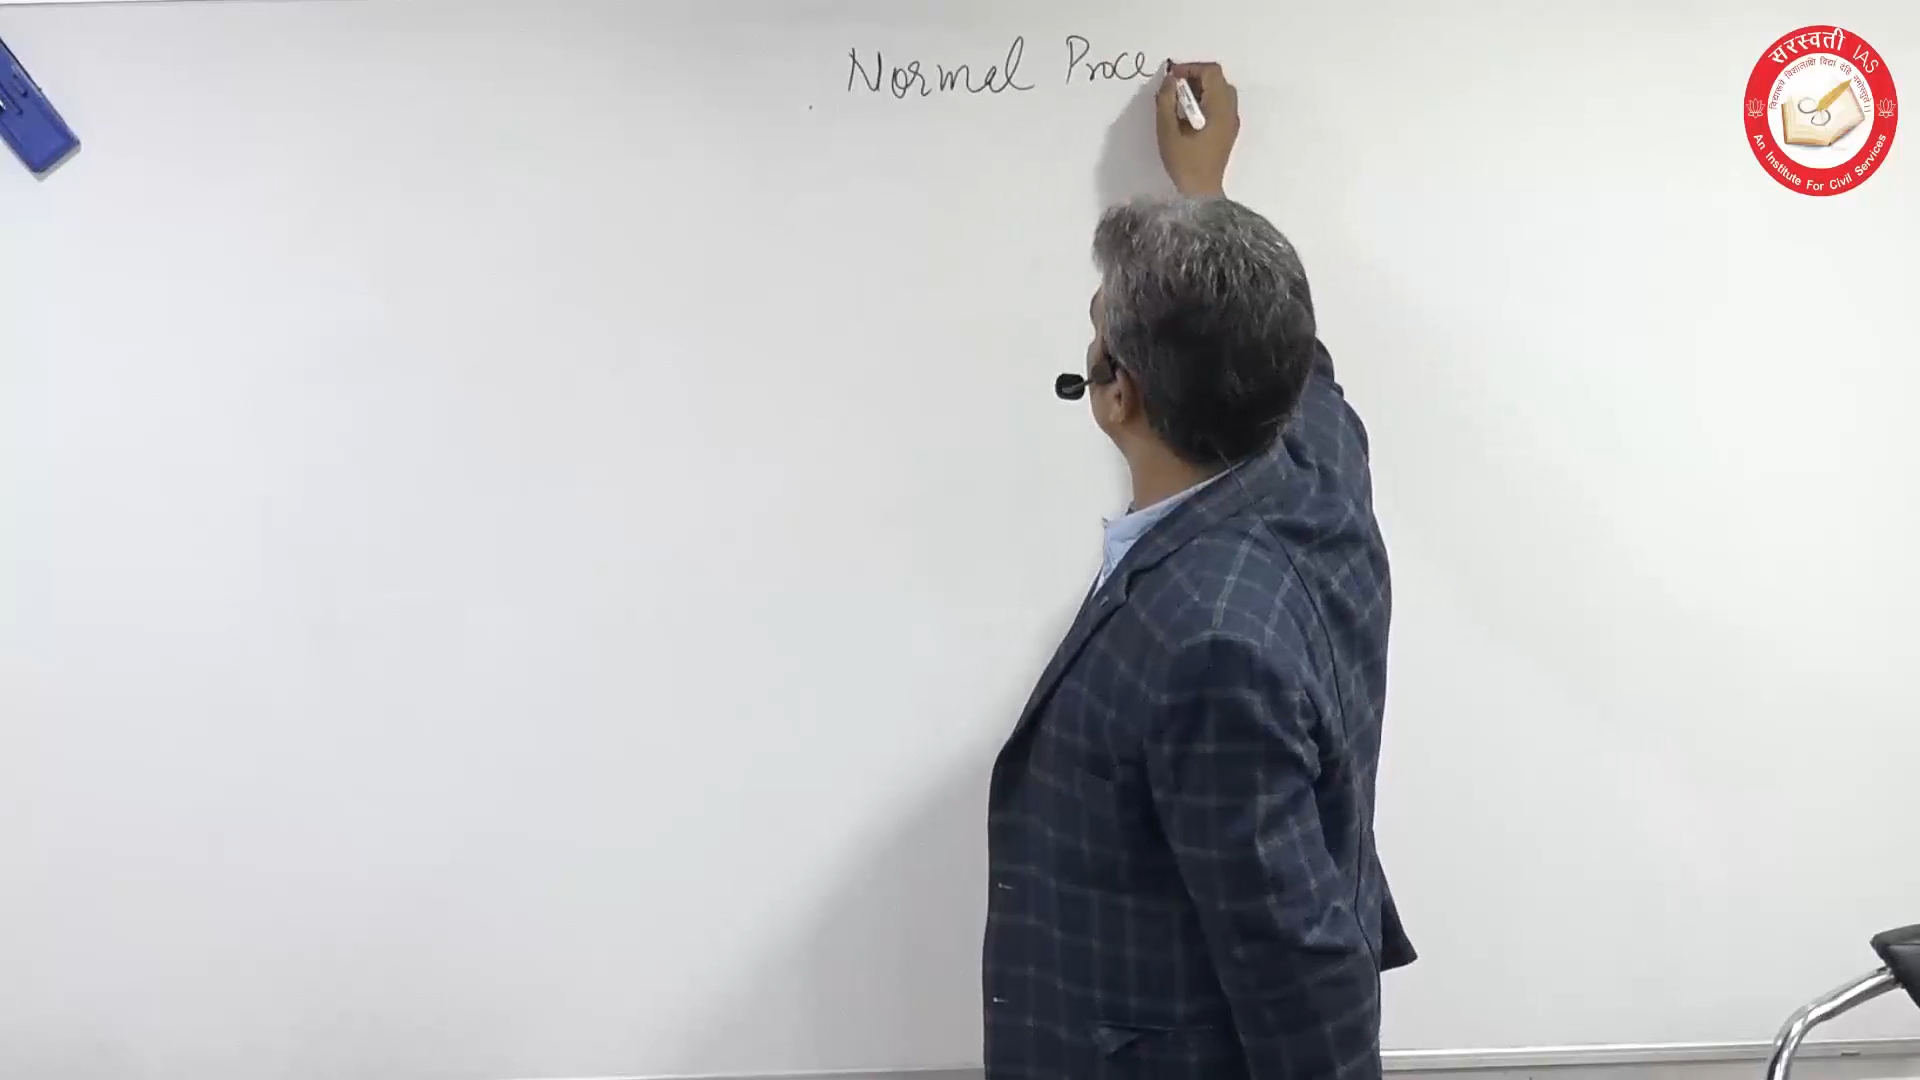 Normal Proce
सरस्वती IAS
An Institute For Civil Services